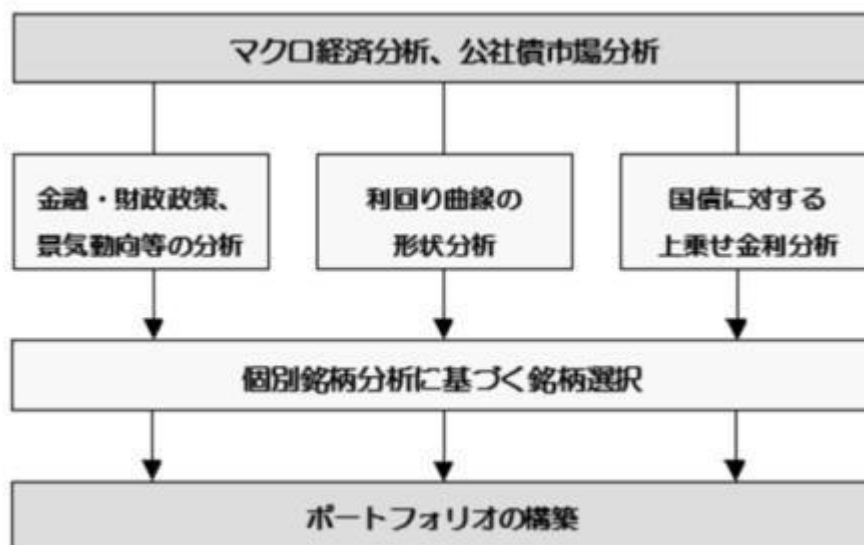 マクロ経済分析、公社債市場分析
金融・財政政策、
景気動向等の分析
利回り曲線の
形状分析
国債に対する
上乗せ金利分析
個別銘柄分析に基づく銘柄選択
ポートフォリオの構築